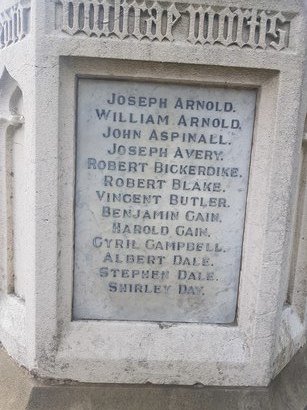 JOSEPH ARNOLD.
WILLIAM ARNOLD.
JOHN ASPINALL.
JOSEPH AVERY.
ROBERT BICKERDIKE.
ROBERT BLAKE.
VINCENT BUTLER.
BENJAMIN CAIN.
HAROLD CAIN.
CYRIL CAMPBELL.
ALBERT DALE.
STEPHEN DALE.
SHIRLEY DAY.